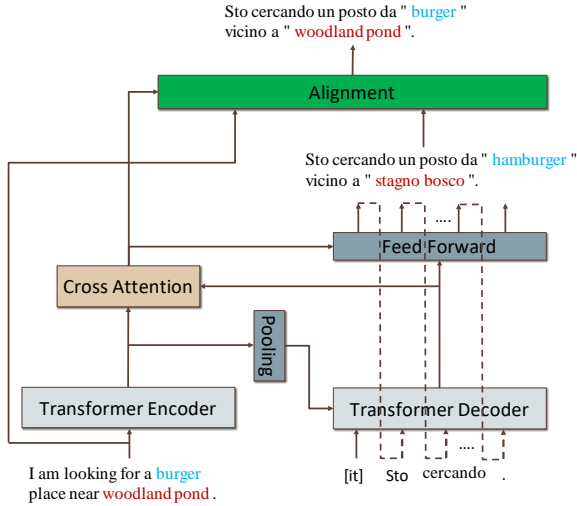 Sto cercando un posto da " burger "
vicino a " woodland pond ".
Alignment
Sto cercando un posto da " hamburger "
vicino a " stagno bosco ".
....
Feed Forward
Cross Attention
Pooling
Transformer Encoder
Transformer Decoder
....
I am looking for a burger
place near woodland pond .
[it] Sto cercando .